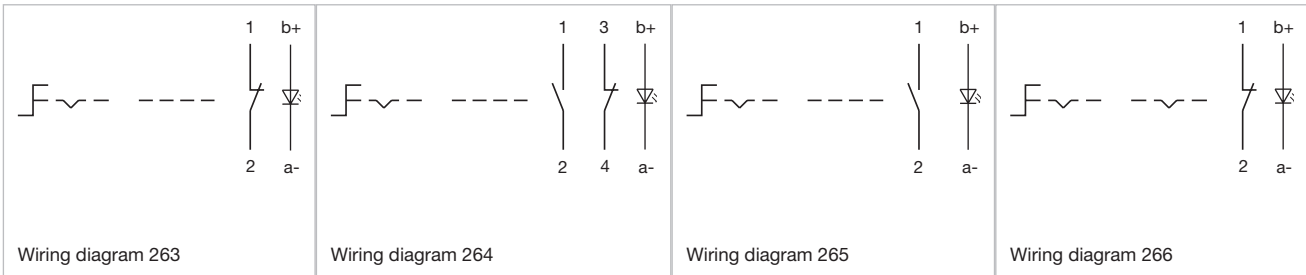 1 b+
2 a-
Wiring diagram 263
1 3 b+
2 4 a-
Wiring diagram 264
1 b+
2 a-
Wiring diagram 265
1 b+
2 a-
Wiring diagram 266